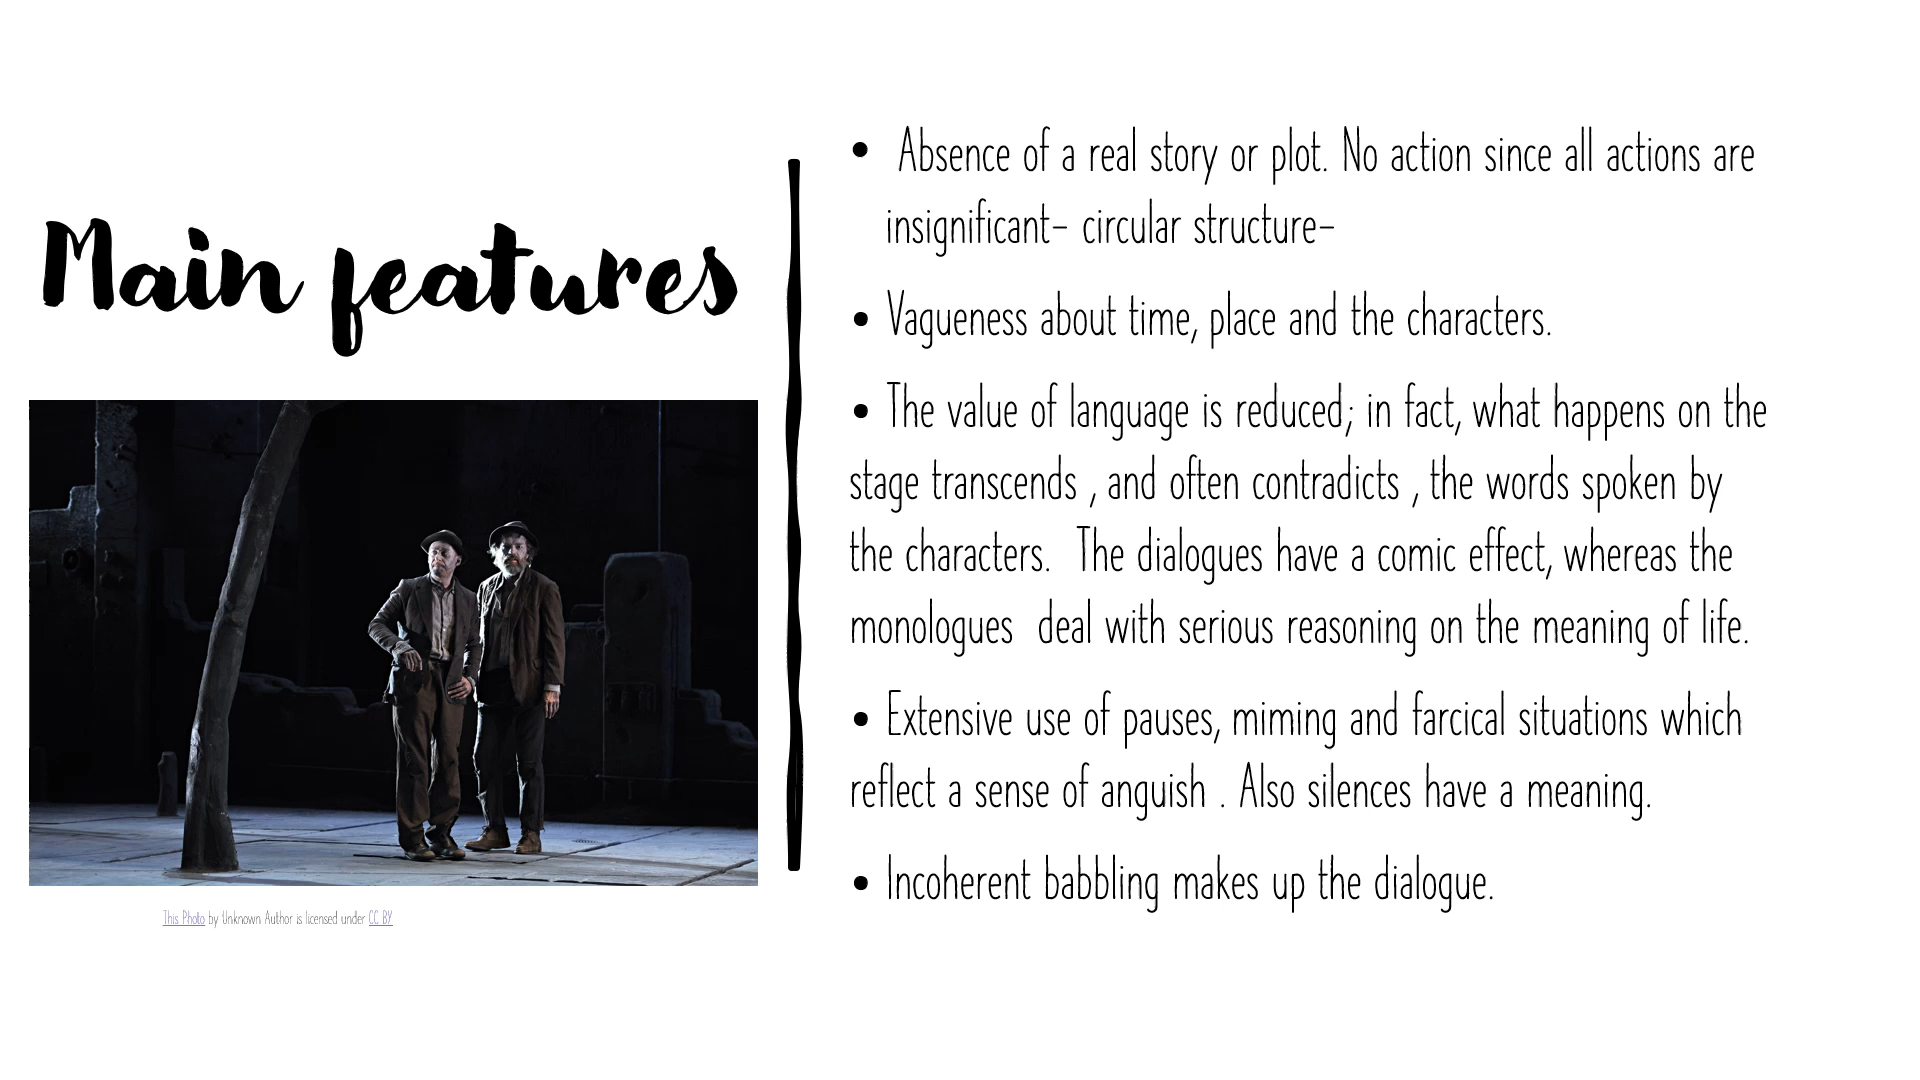 Main features
• Absence of a real story or plot. No action since all actions are
insignificant- circular structure-
• Vagueness about time, place and the characters.
• The value of language is reduced; in fact, what happens on the
stage transcends , and often contradicts , the words spoken by
the characters.  The dialogues have a comic effect, whereas the
monologues  deal with serious reasoning on the meaning of life.
• Extensive use of pauses, miming and farcical situations which
reflect a sense of anguish . Also silences have a meaning.
• Incoherent babbling makes up the dialogue.
This Photo by Unknown Author is licensed under CC BY